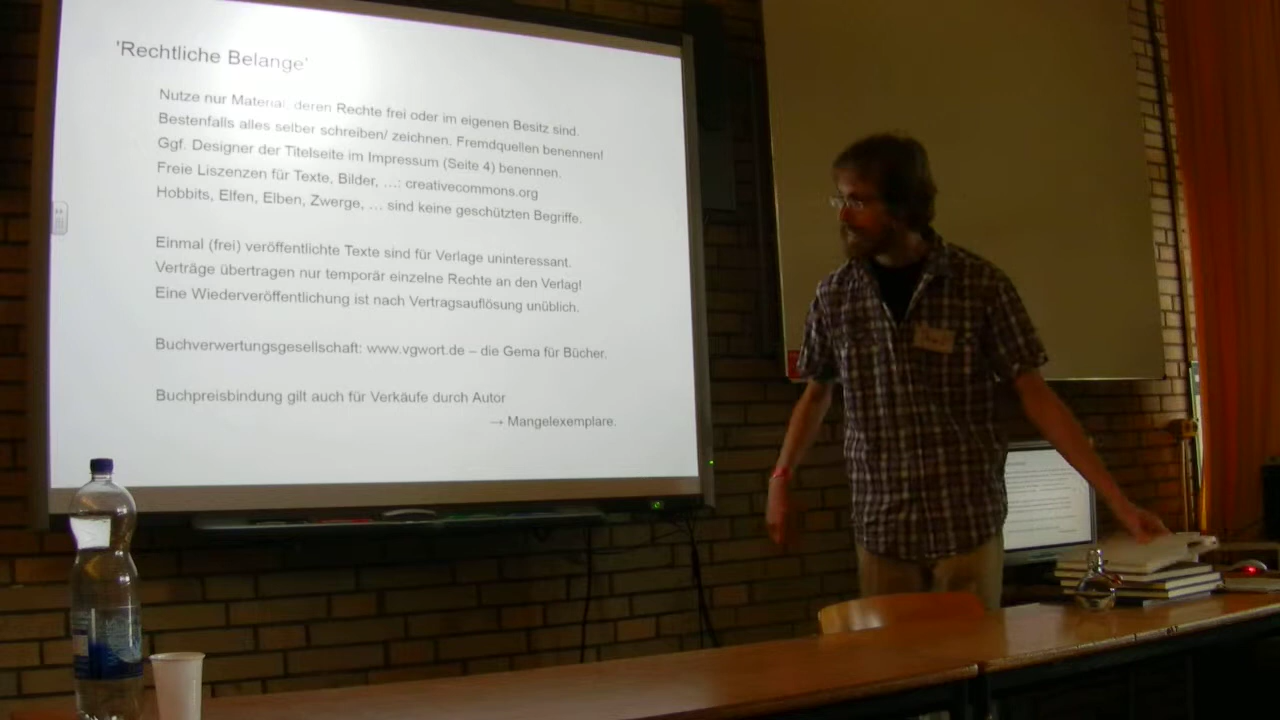 'Rechtliche Belange'
Nutze nur Material, deren Rechte frei oder im eigenen Besitz sind.
Bestenfalls alles selber schreiben/ zeichnen. Fremdquellen benennen!
Ggf. Designer der Titelseite im Impressum (Seite 4) benennen.
Freie Liszenzen für Texte, Bilder, …: creativecommons.org
Hobbits, Elfen, Elben, Zwerge, … sind keine geschützten Begriffe.
Einmal (frei) veröffentlichte Texte sind für Verlage uninteressant.
Verträge übertragen nur temporär einzelne Rechte an den Verlag!
Eine Wiederveröffentlichung ist nach Vertragsauflösung unüblich.
Buchverwertungsgesellschaft: www.vgwort.de – die Gema für Bücher.
Buchpreisbindung gilt auch für Verkäufe durch Autor
→ Mangelexemplare.